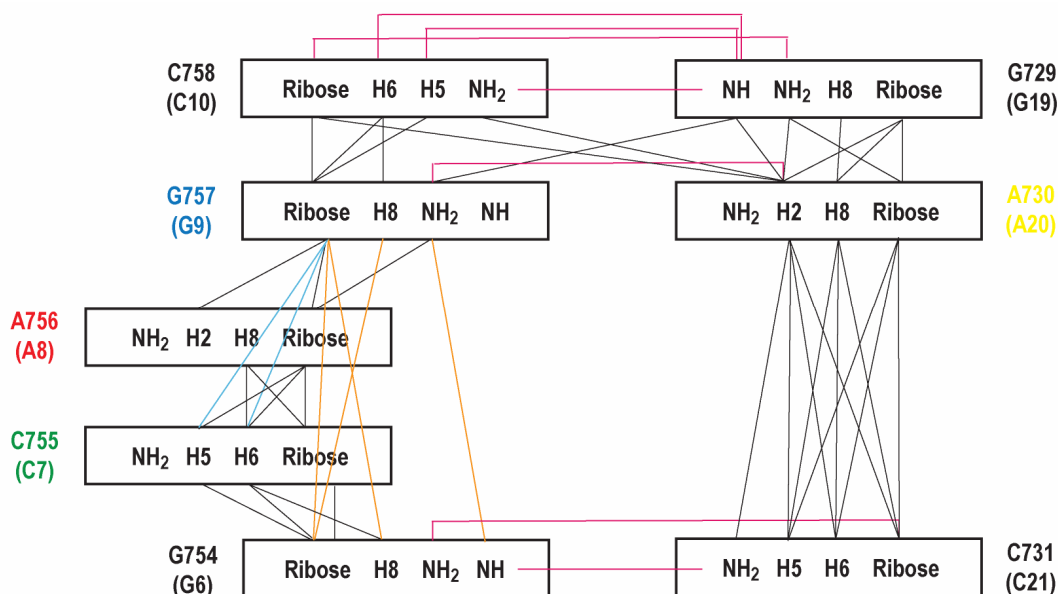 C758
(C10)
Ribose H6 H5 NH₂
NH NH₂ H8 Ribose
G729
(G19)
G757
(G9)
Ribose H8 NH₂ NH
NH₂ H2 H8 Ribose
A730
(A20)
A756
(A8)
NH₂ H2 H8 Ribose
C755
(C7)
NH₂ H5 H6 Ribose
G754
(G6)
Ribose H8 NH₂ NH
NH₂ H5 H6 Ribose
C731
(C21)